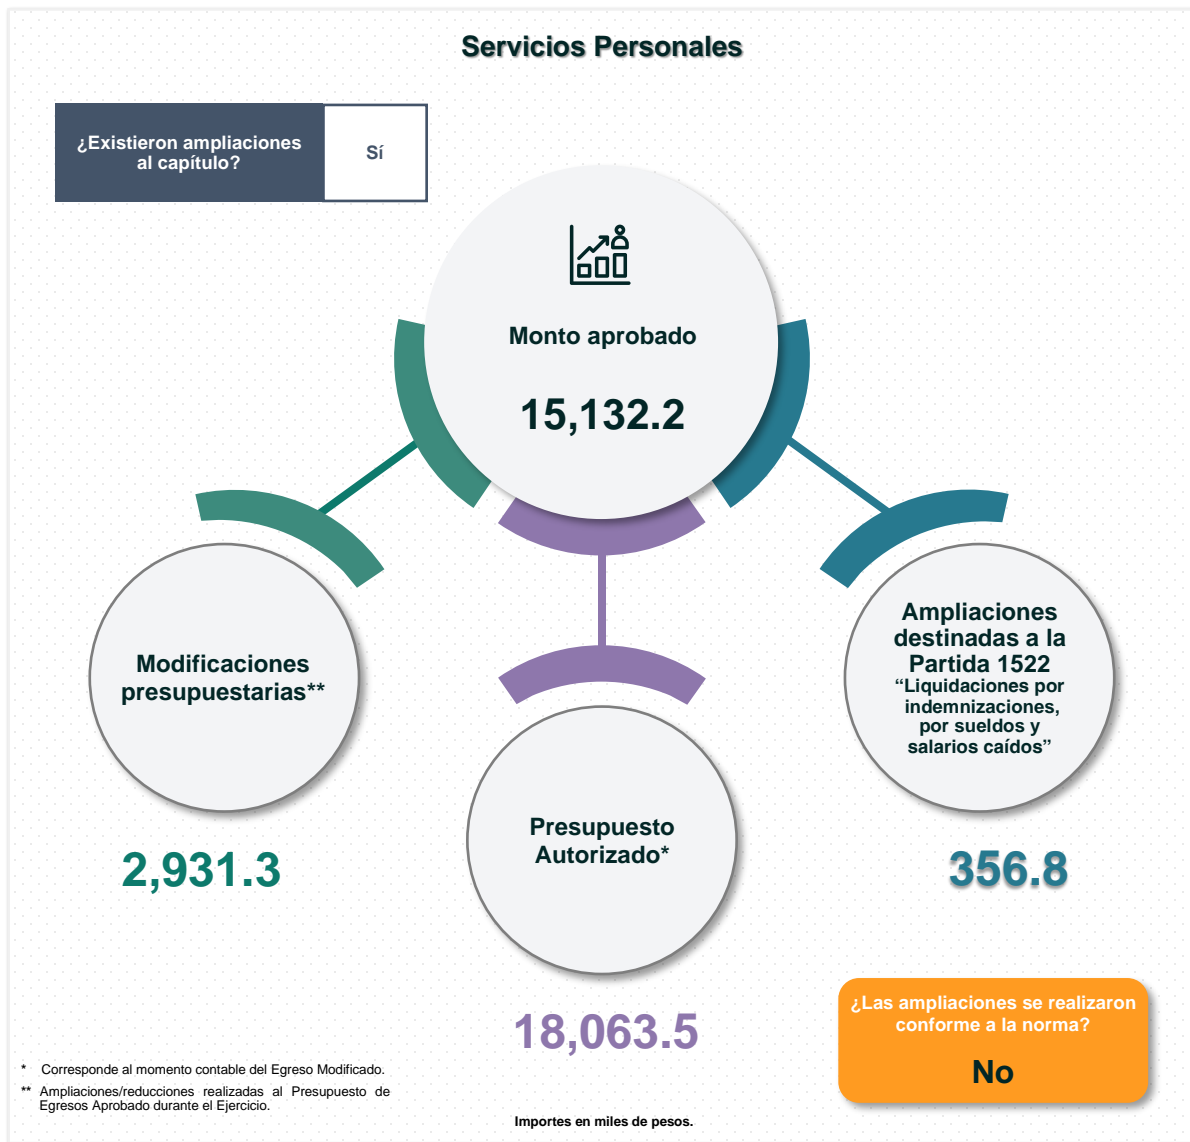 Servicios Personales
¿Existieron ampliaciones
al capítulo?
Sí
Monto aprobado
15,132.2
Modificaciones
presupuestarias**
2,931.3
Presupuesto
Autorizado*
18,063.5
Ampliaciones
destinadas a la
Partida 1522
“Liquidaciones por
indemnizaciones,
por sueldos y
salarios caídos”
356.8
¿Las ampliaciones se realizaron
conforme a la norma?
No
* Corresponde al momento contable del Egreso Modificado.
** Ampliaciones/reducciones realizadas al Presupuesto de
Egresos Aprobado durante el Ejercicio.
Importes en miles de pesos.